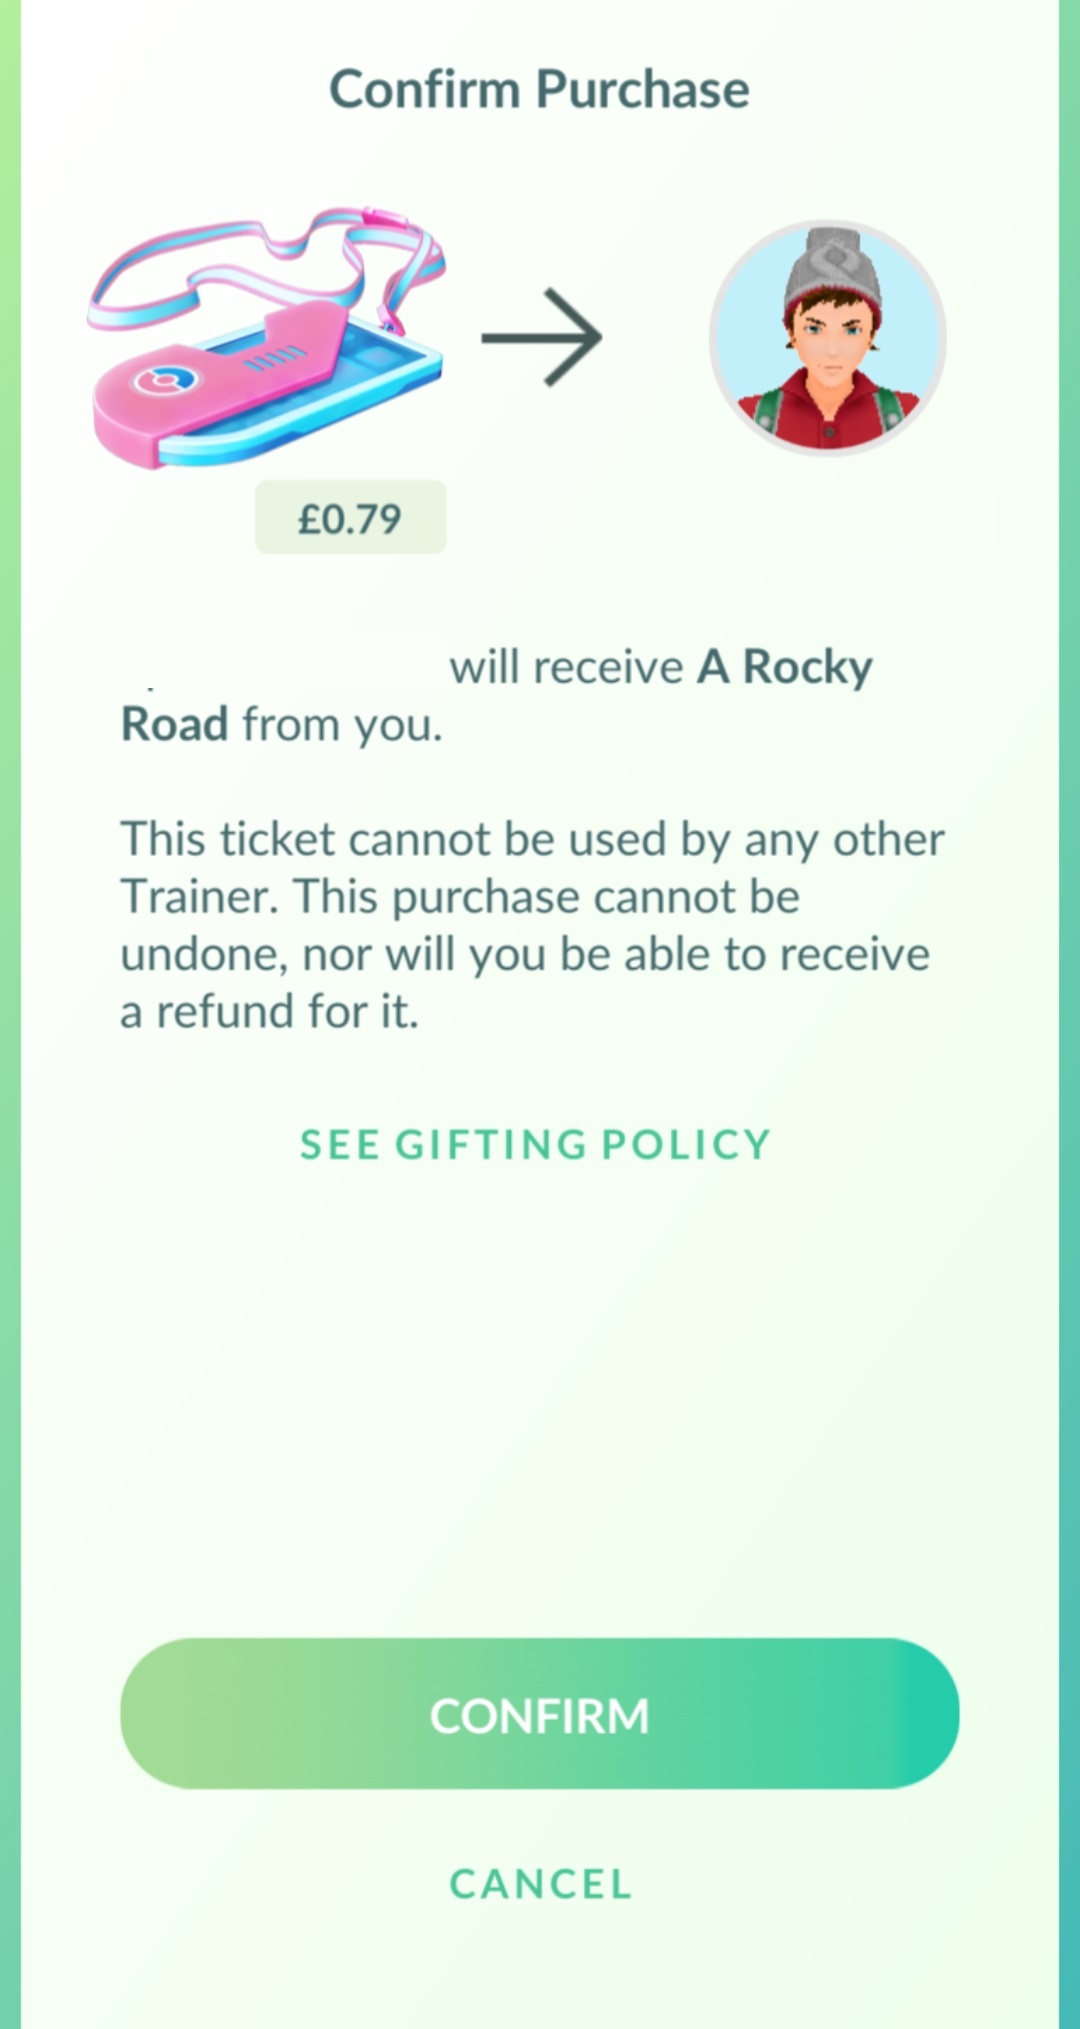 Confirm Purchase
£0.79
will receive A Rocky
Road from you.
This ticket cannot be used by any other
Trainer. This purchase cannot be
undone, nor will you be able to receive
a refund for it.
SEE GIFTING POLICY
CONFIRM
CANCEL